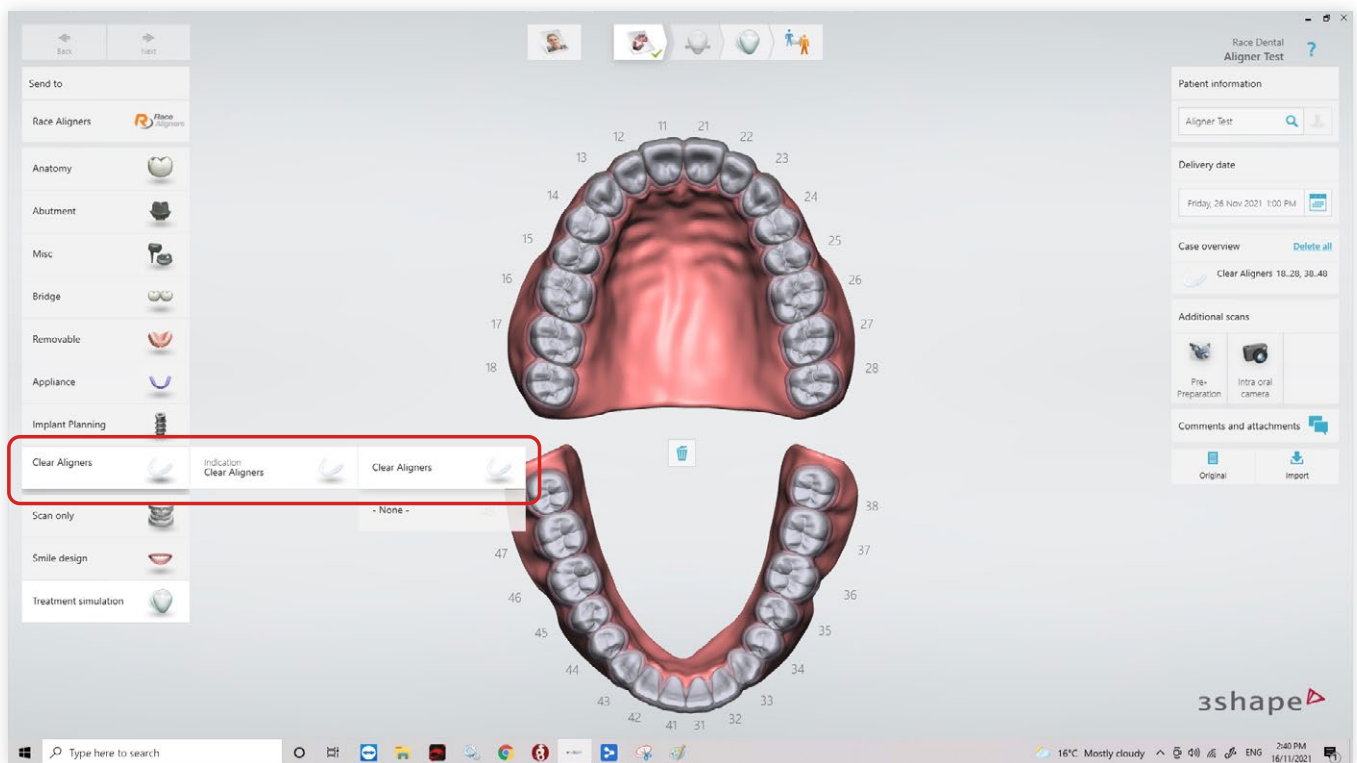 Back
Next
Race Dental
Aligner Test
?
Send to
Race Aligners
Race Aligners
Anatomy
Abutment
Misc
Bridge
Removable
Appliance
Implant Planning
Clear Aligners
Indication
Clear Aligners
Clear Aligners
- None -
Scan only
Smile design
Treatment simulation
11
21
12
22
13
23
14
24
15
25
16
26
17
27
18
28
38
47
37
46
36
45
35
44
34
43
33
42
32
41
31
Patient information
Aligner Test
Delivery date
Friday, 26 Nov 2021 1:00 PM
Case overview
Delete all
Clear Aligners 18..28, 38..48
Additional scans
Pre-
Preparation
Intra oral
camera
Comments and attachments
Original
Import
3shape
Type here to search
16°C Mostly cloudy
ENG
2:40 PM
16/11/2021